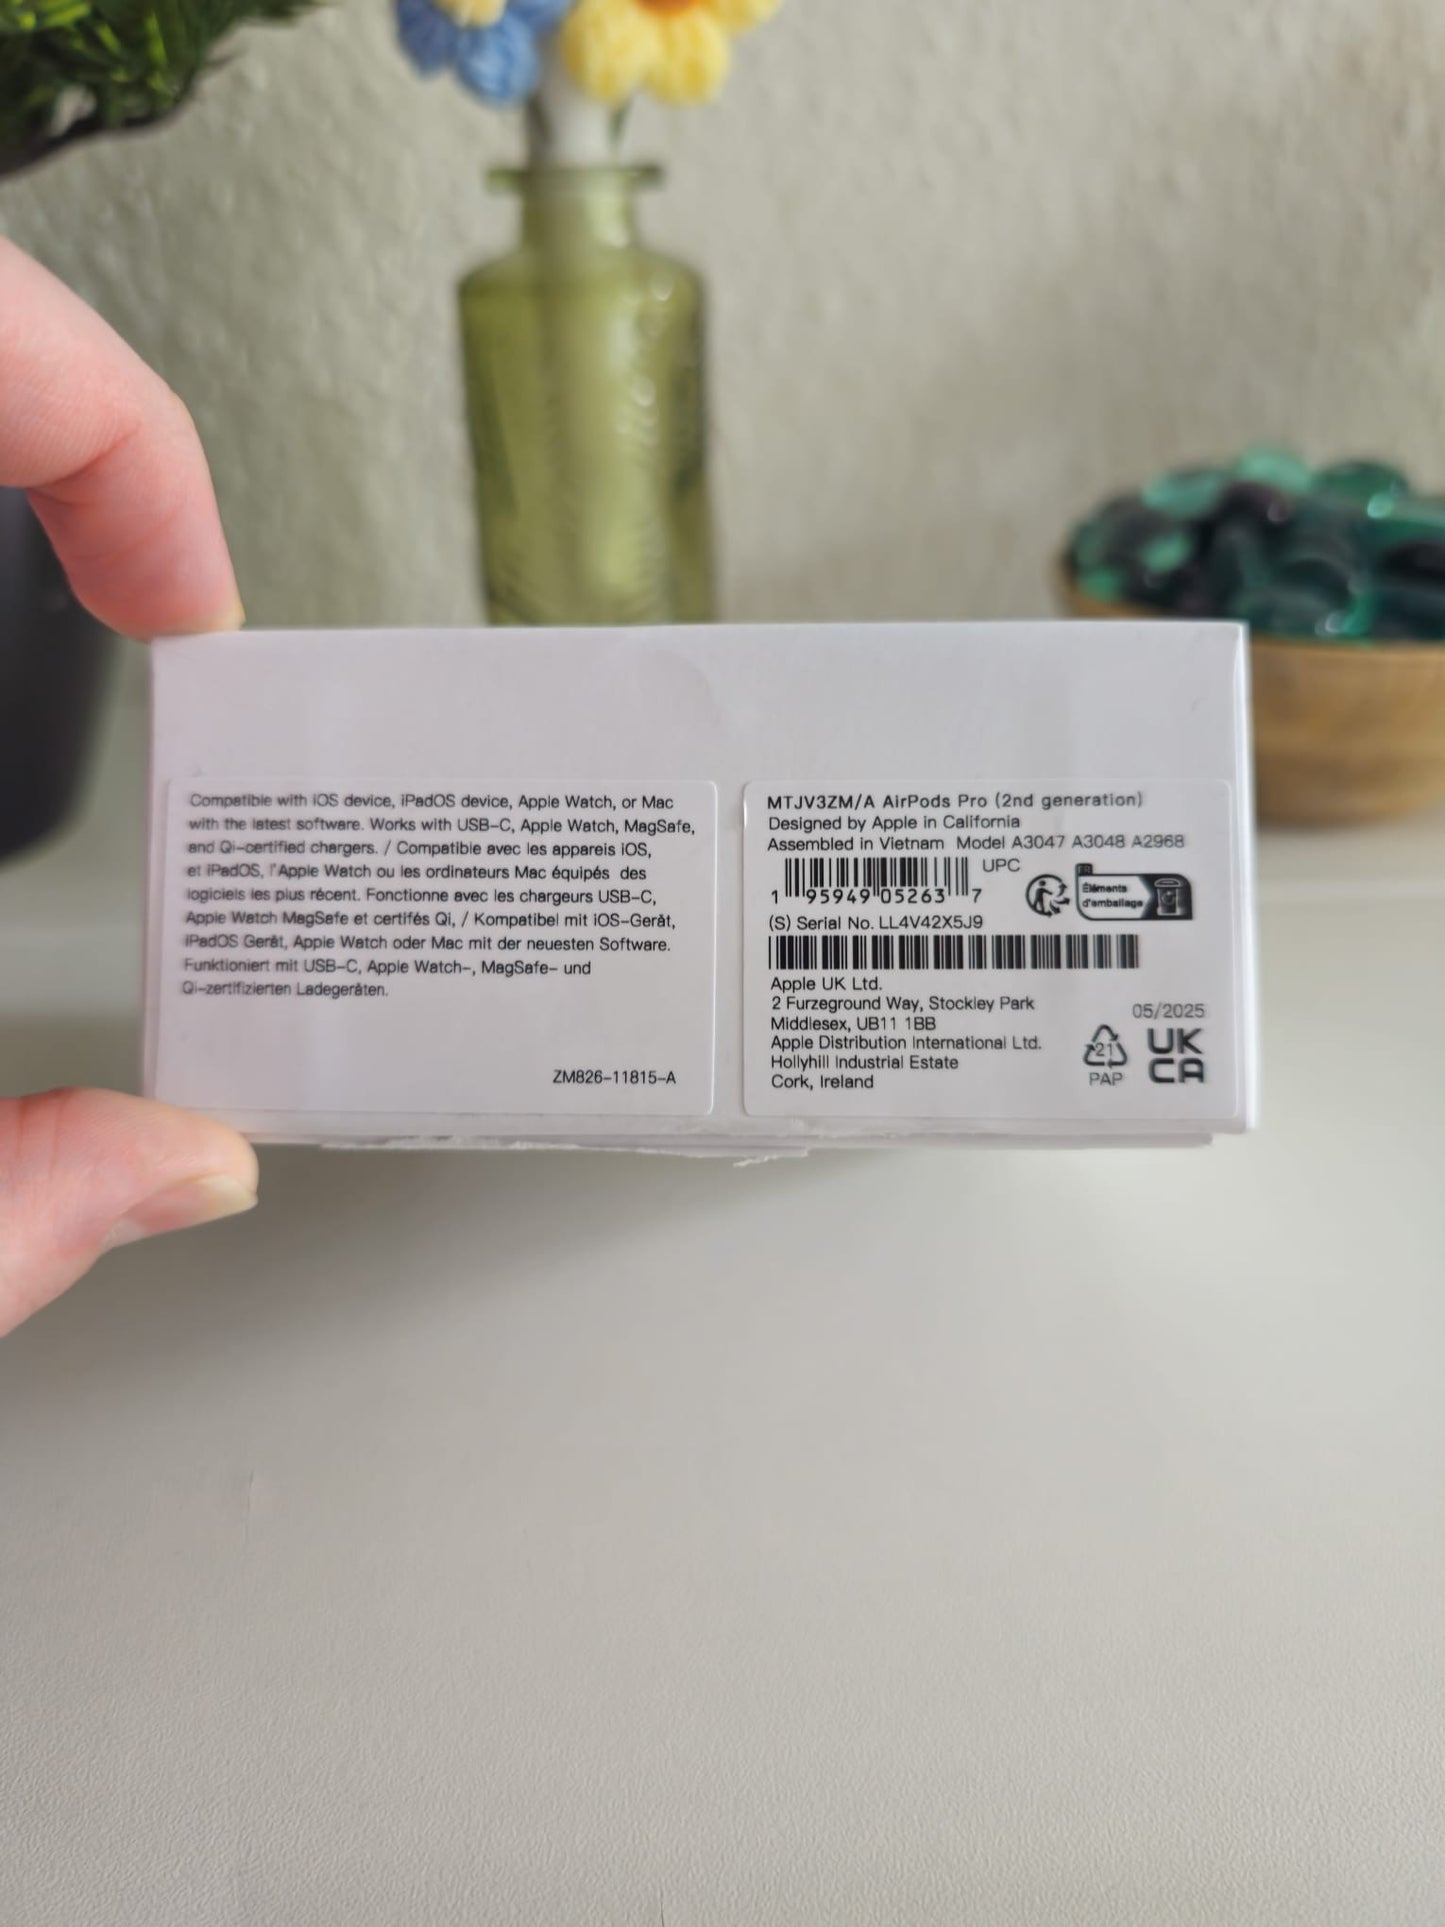 Compatible with iOS device, iPadOS device, Apple Watch, or Mac
with the latest software. Works with USB-C, Apple Watch, MagSafe,
and Qi-certified chargers. / Compatible avec les appareils iOS,
et iPadOS, l'Apple Watch ou les ordinateurs Mac équipés des
logiciels les plus récent. Fonctionne avec les chargeurs USB-C,
Apple Watch MagSafe et certifés Qi, / Kompatibel mit iOS-Gerät,
iPadOS Gerät, Apple Watch oder Mac mit der neuesten Software.
Funktioniert mit USB-C, Apple Watch-, MagSafe- und
Qi-zertifizierten Ladegeräten.
ZM826-11815-A
MTJV3ZM/A AirPods Pro (2nd generation)
Designed by Apple in California
Assembled in Vietnam Model A3047 A3048 A2968
UPC
1 95949 05263 7
FR
Éléments
d'emballage
(S) Serial No. LL4V42X5J9
Apple UK Ltd.
2 Furzeground Way, Stockley Park
Middlesex, UB11 1BB
Apple Distribution International Ltd.
Hollyhill Industrial Estate
Cork, Ireland
05/2025
21
PAP
UK
CA